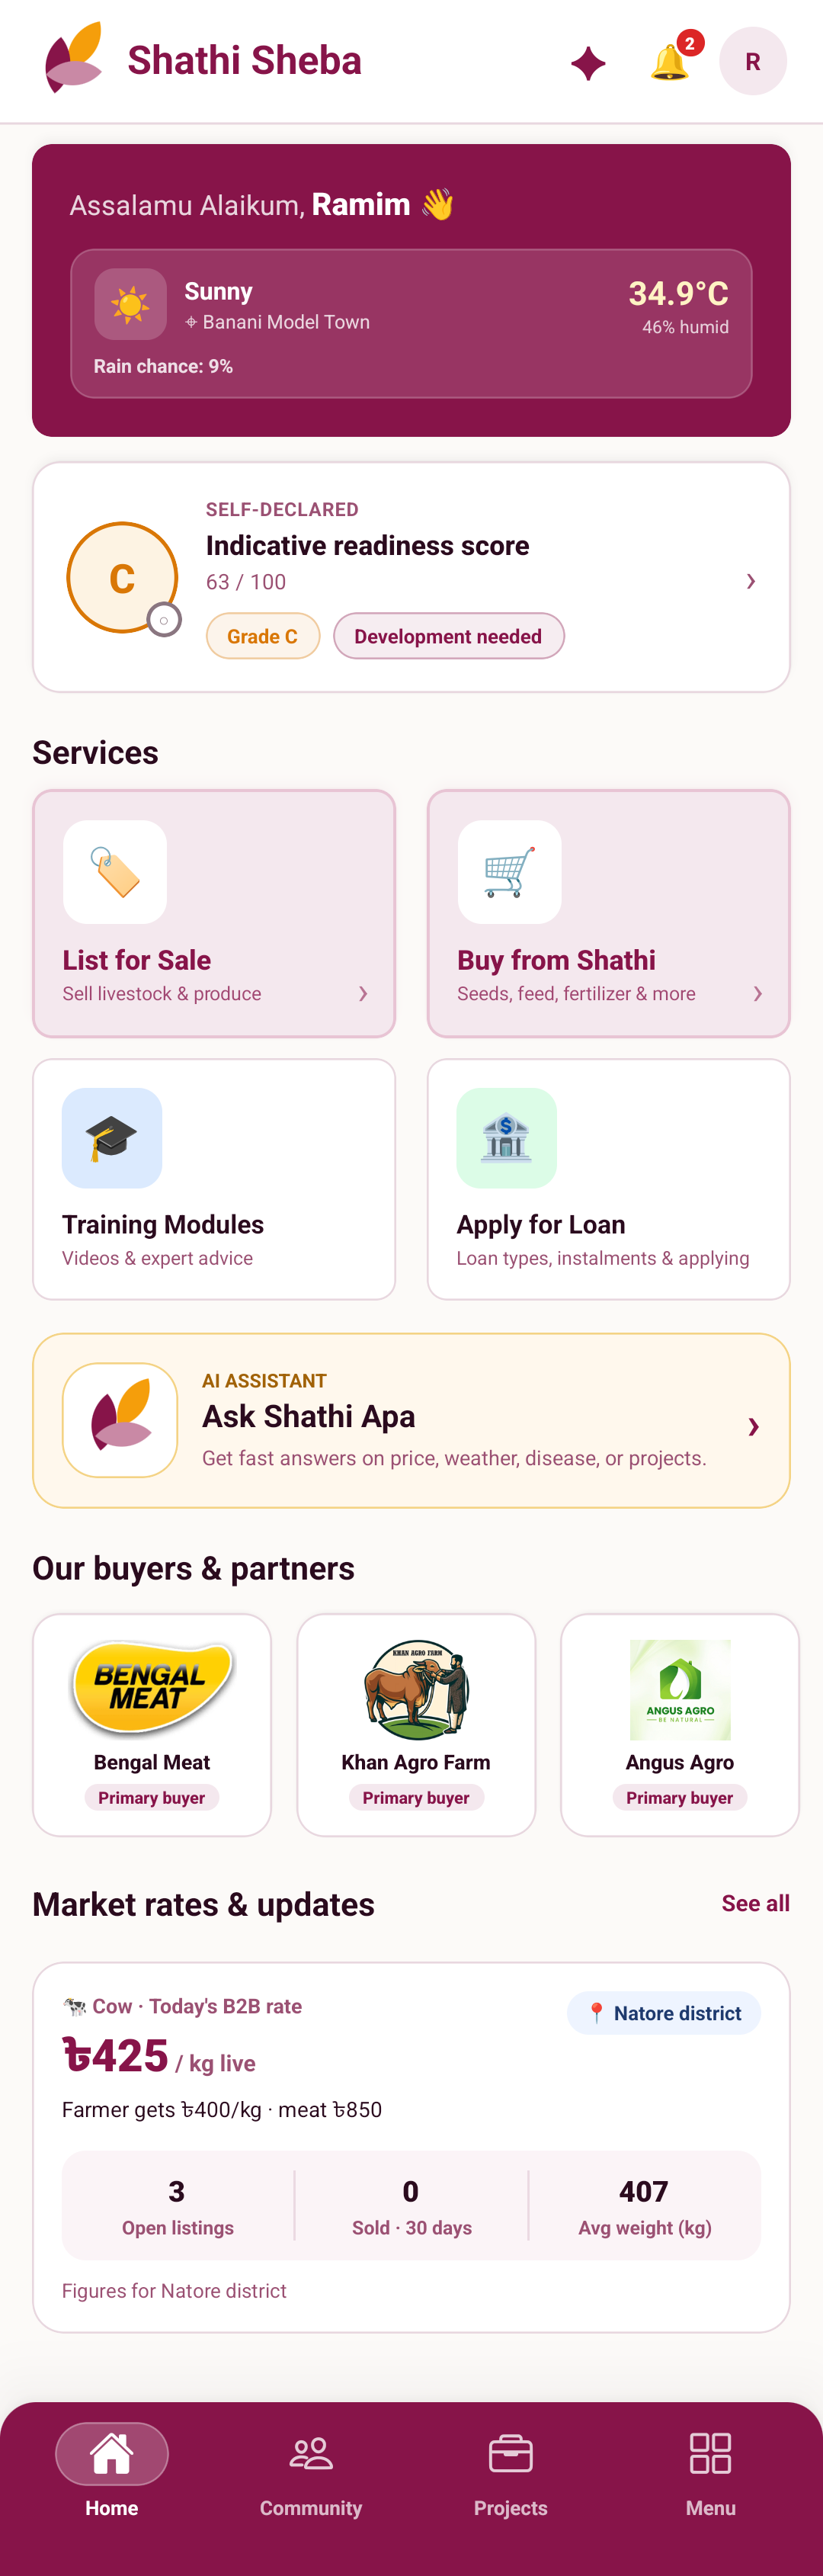 Shathi Sheba
2
R
Assalamu Alaikum, Ramim 👋
Sunny
34.9°C
⌖ Banani Model Town
46% humid
Rain chance: 9%
SELF-DECLARED
C
Indicative readiness score
63 / 100
Grade C
Development needed
Services
List for Sale
Sell livestock & produce
Buy from Shathi
Seeds, feed, fertilizer & more
Training Modules
Videos & expert advice
Apply for Loan
Loan types, instalments & applying
AI ASSISTANT
Ask Shathi Apa
Get fast answers on price, weather, disease, or projects.
Our buyers & partners
BENGAL
MEAT
Bengal Meat
Primary buyer
KHAN AGRO FARM
Khan Agro Farm
Primary buyer
ANGUS AGRO
BE NATURAL
Angus Agro
Primary buyer
Market rates & updates
See all
🐄 Cow · Today's B2B rate
📍 Natore district
৳425 / kg live
Farmer gets ৳400/kg · meat ৳850
3
Open listings
0
Sold · 30 days
407
Avg weight (kg)
Figures for Natore district
Home
Community
Projects
Menu